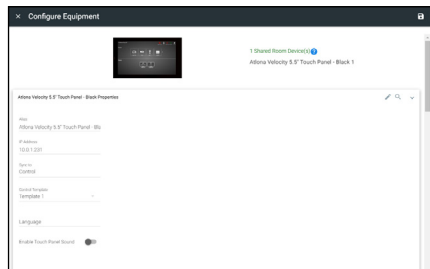 × Configure Equipment
1 Shared Room Device(s)
Atlona Velocity 5.5" Touch Panel - Black 1
Atlona Velocity 5.5" Touch Panel - Black Properties
Alias
Atlona Velocity 5.5" Touch Panel - Bla
IP Address
10.0.1.231
Sync to
Control
Control Template
Template 1
Language
Enable Touch Panel Sound